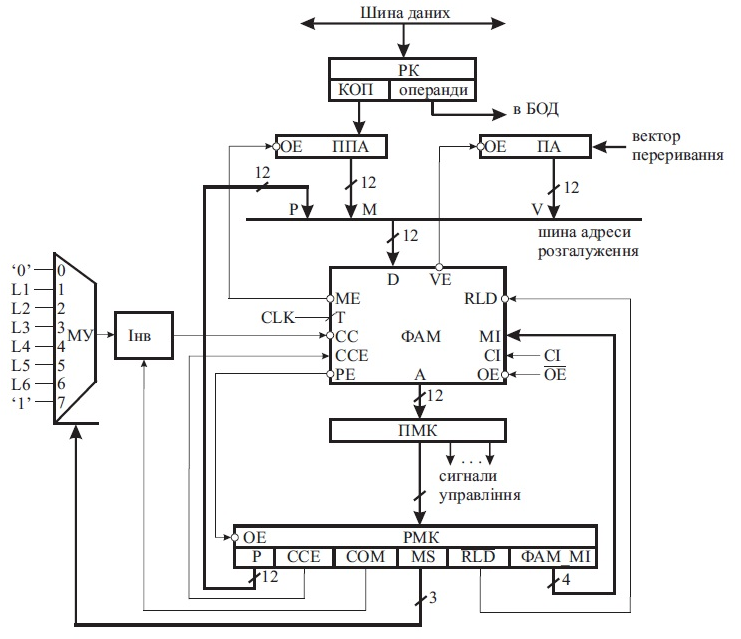 Шина даних
РК
КОП операнди
в БОД
OE ППА
OE ПА
вектор
переривання
12
12
12
P M V
шина адреси
розгалуження
12
D VE
'0' 0
L1 1
L2 2
L3 3
L4 4
L5 5
L6 6
'1' 7
МУ
Інв
ME RLD
CLK T ФАМ
CC MI
CCE CI CI
PE A OE OE
12
ПМК
. . .
сигнали
управління
OE РМК
P CCE COM MS RLD ФАМ_MI
12
3
4